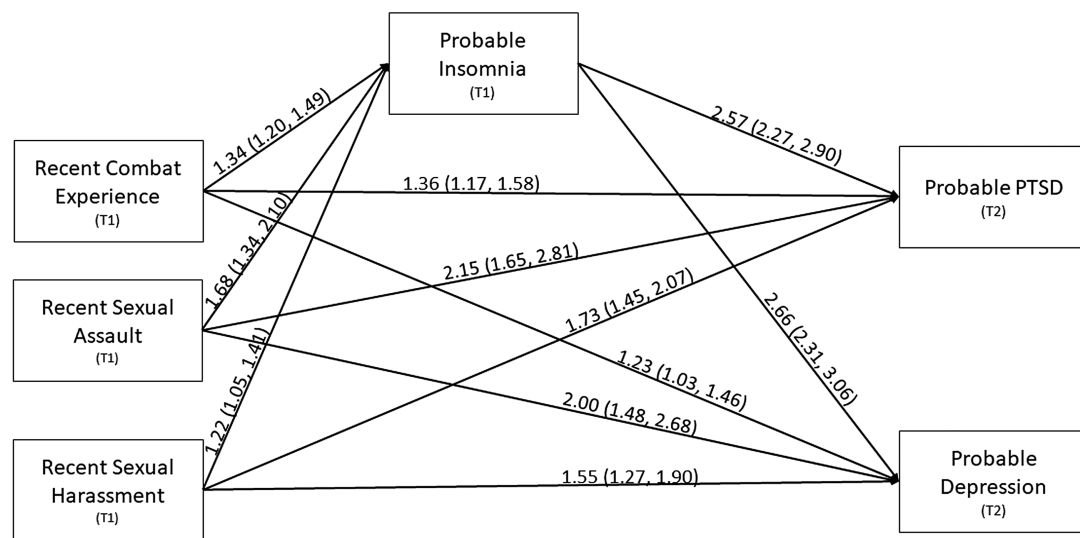 Probable
Insomnia
(T1)
1.34 (1.20, 1.49)
2.57 (2.27, 2.90)
Recent Combat
Experience
(T1)
1.36 (1.17, 1.58)
Probable PTSD
(T2)
1.68 (1.34, 2.10)
2.15 (1.65, 2.81)
Recent Sexual
Assault
(T1)
1.73 (1.45, 2.07)
2.66 (2.31, 3.06)
1.22 (1.05, 1.41)
1.23 (1.03, 1.46)
2.00 (1.48, 2.68)
Recent Sexual
Harassment
(T1)
1.55 (1.27, 1.90)
Probable
Depression
(T2)